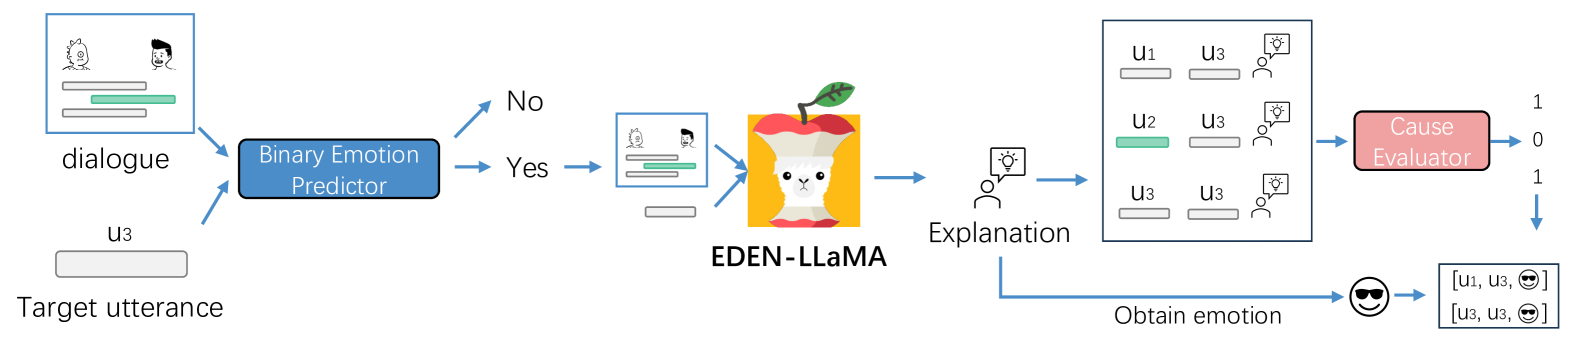 dialogue
u3
Target utterance
Binary Emotion
Predictor
No
Yes
EDEN-LLaMA
Explanation
u1 u3
u2 u3
u3 u3
Cause
Evaluator
1
0
1
Obtain emotion
[u1, u3, 😎]
[u3, u3, 😎]